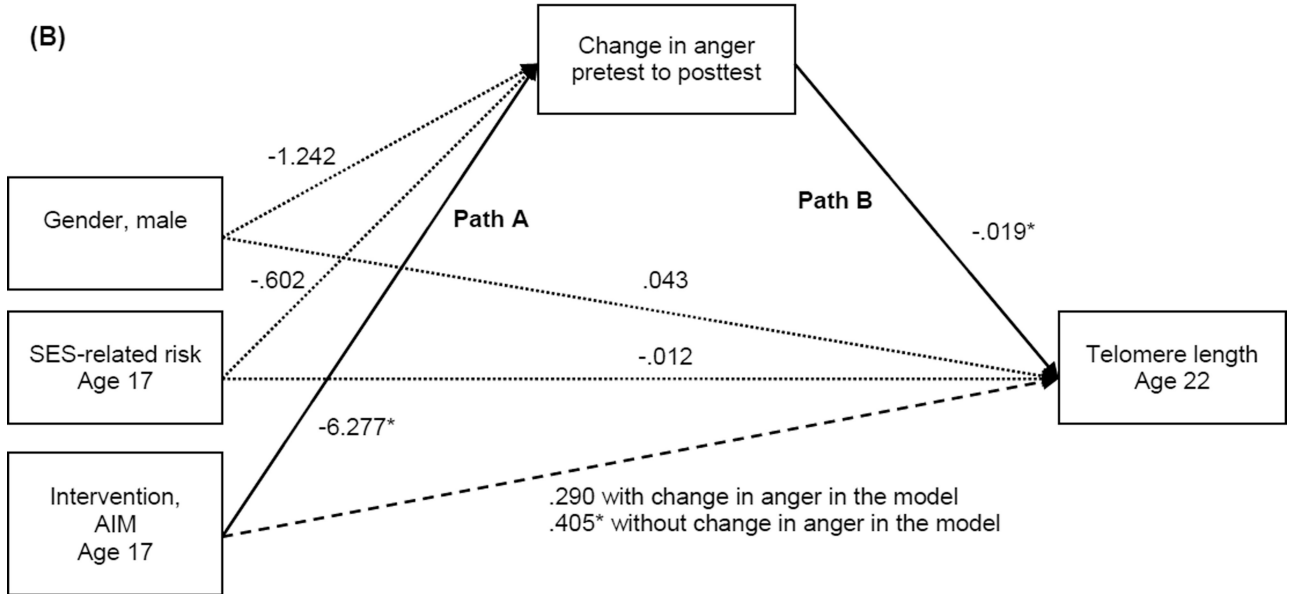 (B)
Change in anger
pretest to posttest
-1.242
Gender, male
Path A
Path B
-.019*
-.602
.043
SES-related risk
Age 17
-.012
Telomere length
Age 22
-6.277*
Intervention,
AIM
Age 17
.290 with change in anger in the model
.405* without change in anger in the model